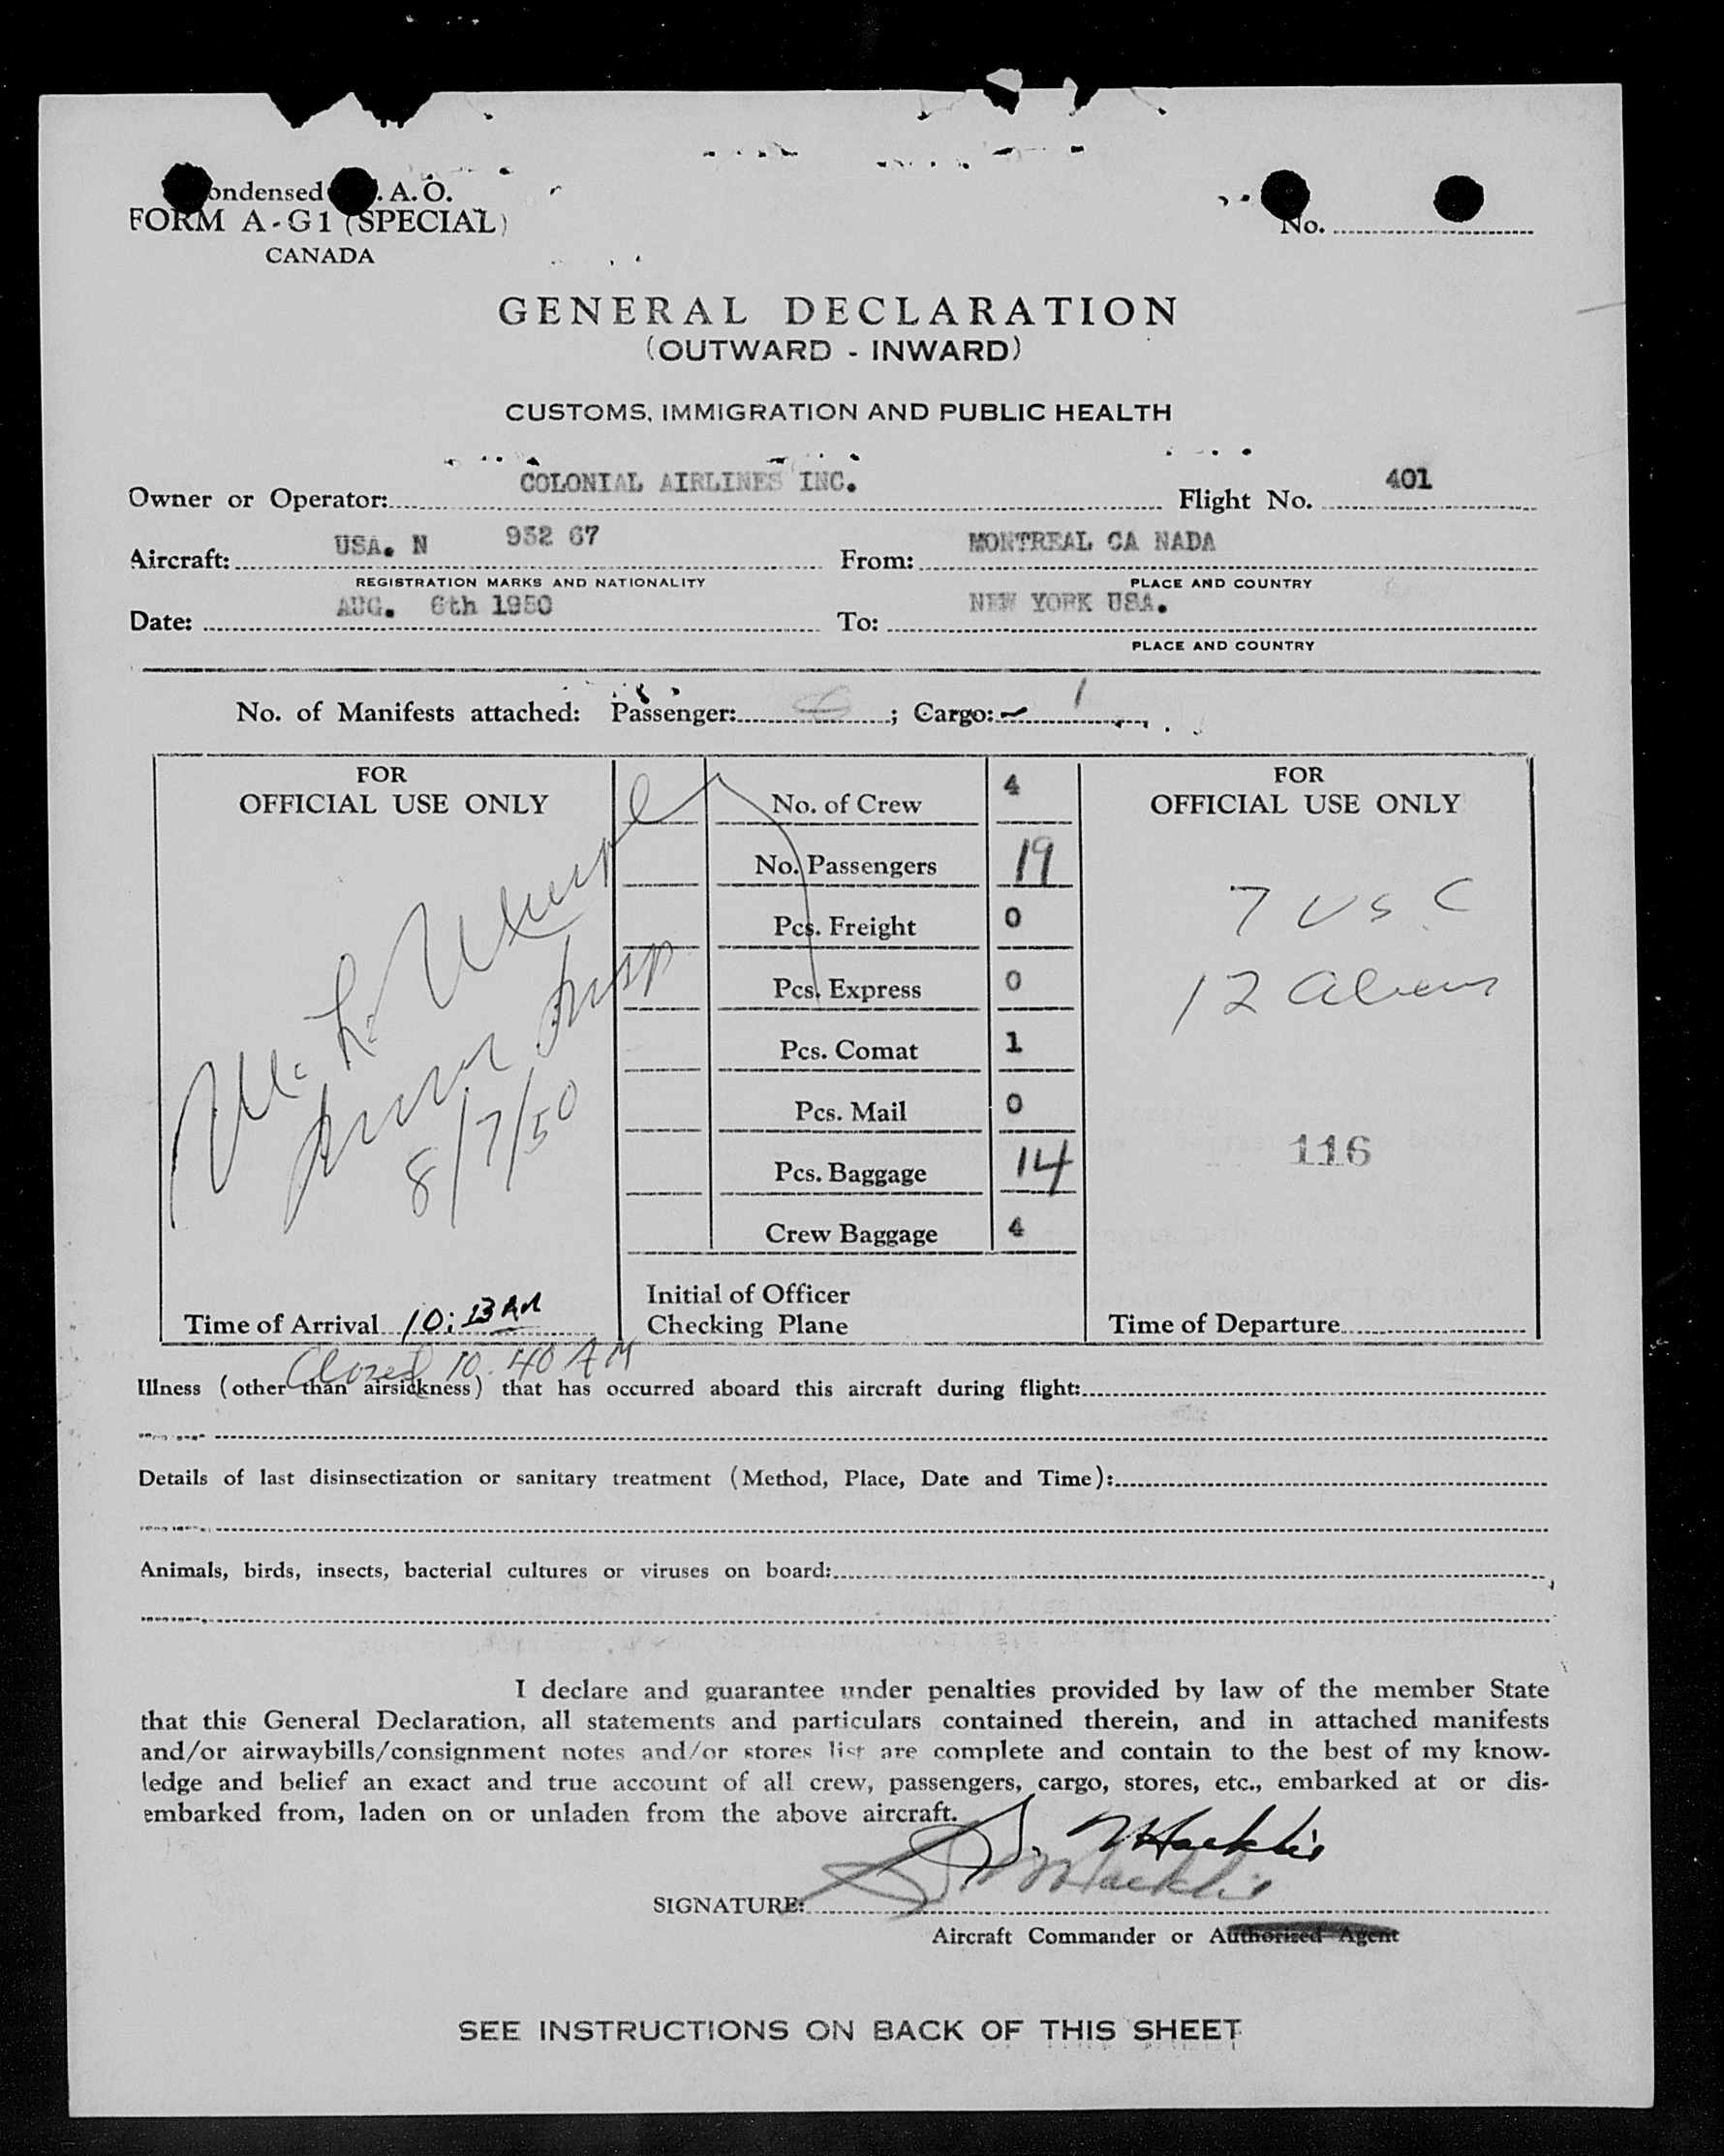 ondensed . A. O.
FORM A-G1 (SPECIAL)
CANADA
No.
GENERAL DECLARATION
(OUTWARD - INWARD)
CUSTOMS, IMMIGRATION AND PUBLIC HEALTH
Owner or Operator: COLONIAL AIRLINES INC. Flight No. 401
Aircraft: USA. N 952 67 From: MONTREAL CA NADA
REGISTRATION MARKS AND NATIONALITY PLACE AND COUNTRY
Date: AUG. 6th 1950 To: NEW YORK USA.
PLACE AND COUNTRY
No. of Manifests attached: Passenger: ; Cargo: 1
FOR
OFFICIAL USE ONLY
8/7/50
Time of Arrival 10:23 AM
Closed 10.40 AM
No. of Crew 4
No. Passengers 19
Pcs. Freight 0
Pcs. Express 0
Pcs. Comat 1
Pcs. Mail 0
Pcs. Baggage 14
Crew Baggage 4
Initial of Officer
Checking Plane
FOR
OFFICIAL USE ONLY
7 USC
12 aliens
116
Time of Departure
Illness (other than airsickness) that has occurred aboard this aircraft during flight:
Details of last disinsectization or sanitary treatment (Method, Place, Date and Time):
Animals, birds, insects, bacterial cultures or viruses on board:
I declare and guarantee under penalties provided by law of the member State
that this General Declaration, all statements and particulars contained therein, and in attached manifests
and/or airwaybills/consignment notes and/or stores list are complete and contain to the best of my know-
ledge and belief an exact and true account of all crew, passengers, cargo, stores, etc., embarked at or dis-
embarked from, laden on or unladen from the above aircraft.
SIGNATURE:
Aircraft Commander or Authorized Agent
SEE INSTRUCTIONS ON BACK OF THIS SHEET